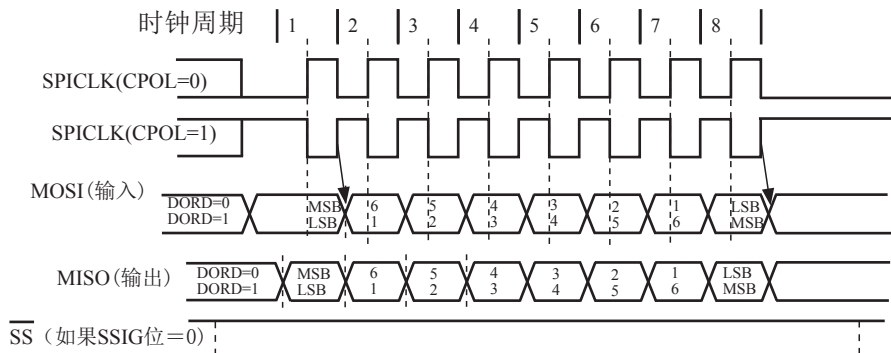 时钟周期 1 2 3 4 5 6 7 8
SPICLK(CPOL=0)
SPICLK(CPOL=1)
MOSI(输入)
DORD=0 MSB 6 5 4 3 2 1 LSB
DORD=1 LSB 1 2 3 4 5 6 MSB
MISO(输出)
DORD=0 MSB 6 5 4 3 2 1 LSB
DORD=1 LSB 1 2 3 4 5 6 MSB
SS（如果SSIG位＝0）